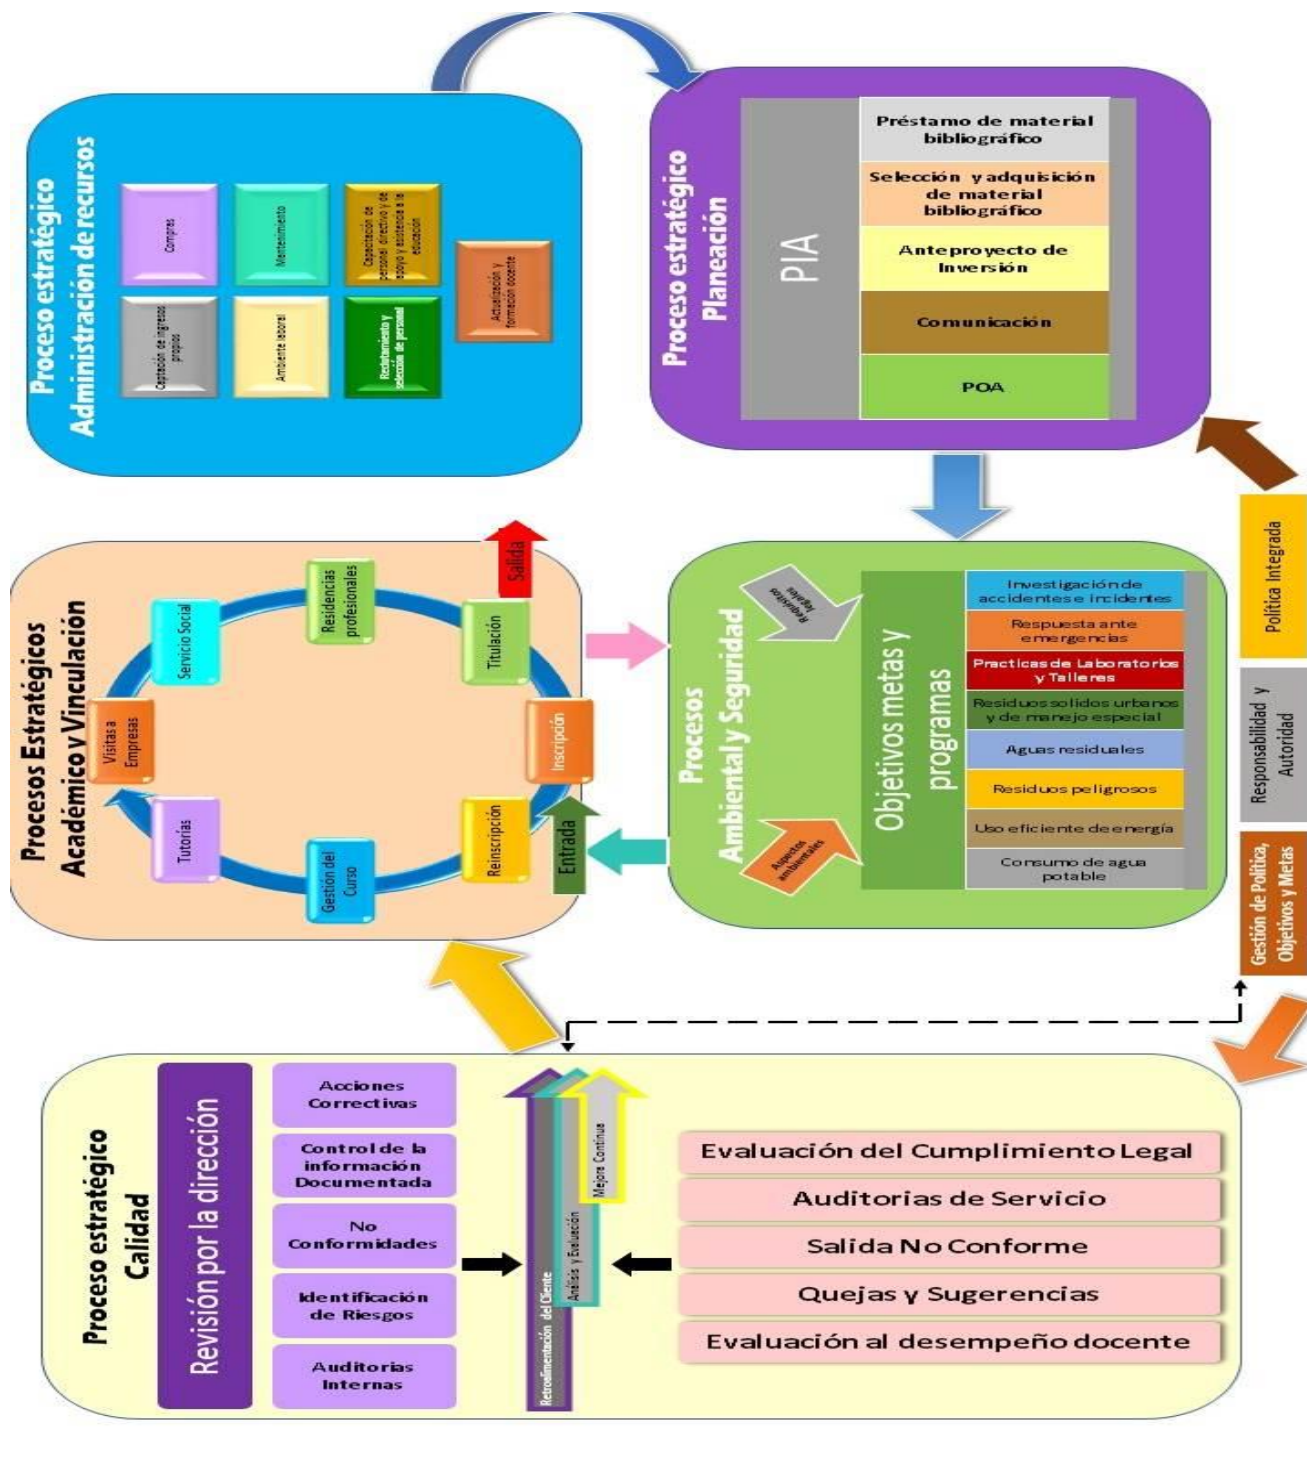 Proceso estratégico
Administración de recursos
Captación de ingresos
propios
Compras
Ambiente laboral
Mantenimiento
Reclutamiento y
selección de personal
Capacitación de
personal directivo y de
apoyo y asistencia a la
educación
Actualización y
formación docente
Proceso estratégico
Planeación
PIA
Préstamo de material
bibliográfico
Selección y adquisición
de material
bibliográfico
Anteproyecto de
Inversión
Comunicación
POA
Procesos Estratégicos
Académico y Vinculación
Visitas a
Empresas
Servicio Social
Residencias
profesionales
Titulación
Salida
Inscripción
Entrada
Reinscripción
Gestión del
Curso
Tutorías
Procesos
Ambiental y Seguridad
Aspectos
ambientales
Requisitos
legales
Objetivos metas y
programas
Investigación de
accidentes e incidentes
Respuesta ante
emergencias
Practicas de Laboratorios
y Talleres
Residuos solidos urbanos
y de manejo especial
Aguas residuales
Residuos peligrosos
Uso eficiente de energía
Consumo de agua
potable
Política Integrada
Responsabilidad y
Autoridad
Gestión de Política,
Objetivos y Metas
Proceso estratégico
Calidad
Revisión por la dirección
Acciones
Correctivas
Control de la
información
Documentada
No
Conformidades
Identificación
de Riesgos
Auditorias
Internas
Retroalimentación del Cliente
Análisis y Evaluación
Mejora Continua
Evaluación del Cumplimiento Legal
Auditorias de Servicio
Salida No Conforme
Quejas y Sugerencias
Evaluación al desempeño docente